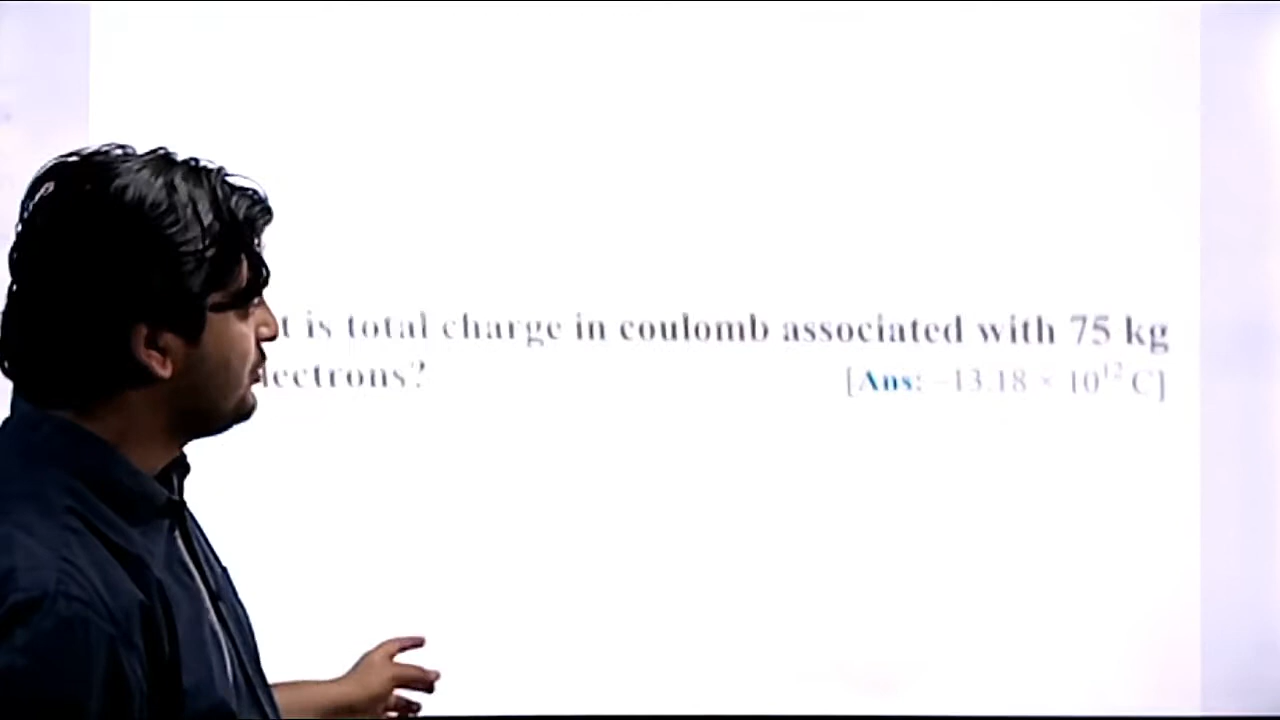 t is total charge in coulomb associated with 75 kg
lectrons? [Ans: –13.18 × 10¹² C]